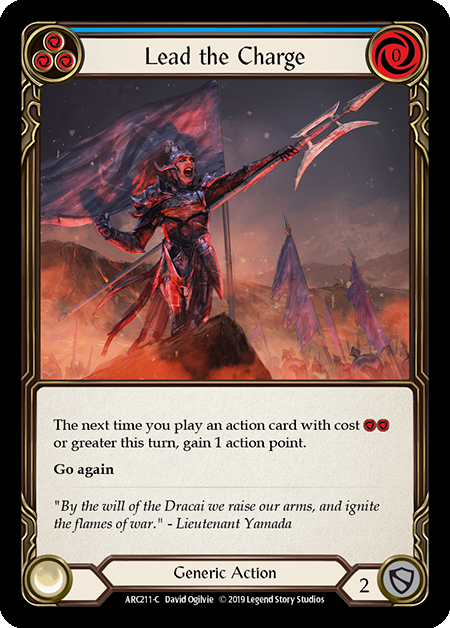 Lead the Charge
0
The next time you play an action card with cost
or greater this turn, gain 1 action point.
Go again
"By the will of the Dracai we raise our arms, and ignite
the flames of war." - Lieutenant Yamada
Generic Action
2
ARC211-C David Ogilvie © 2019 Legend Story Studios